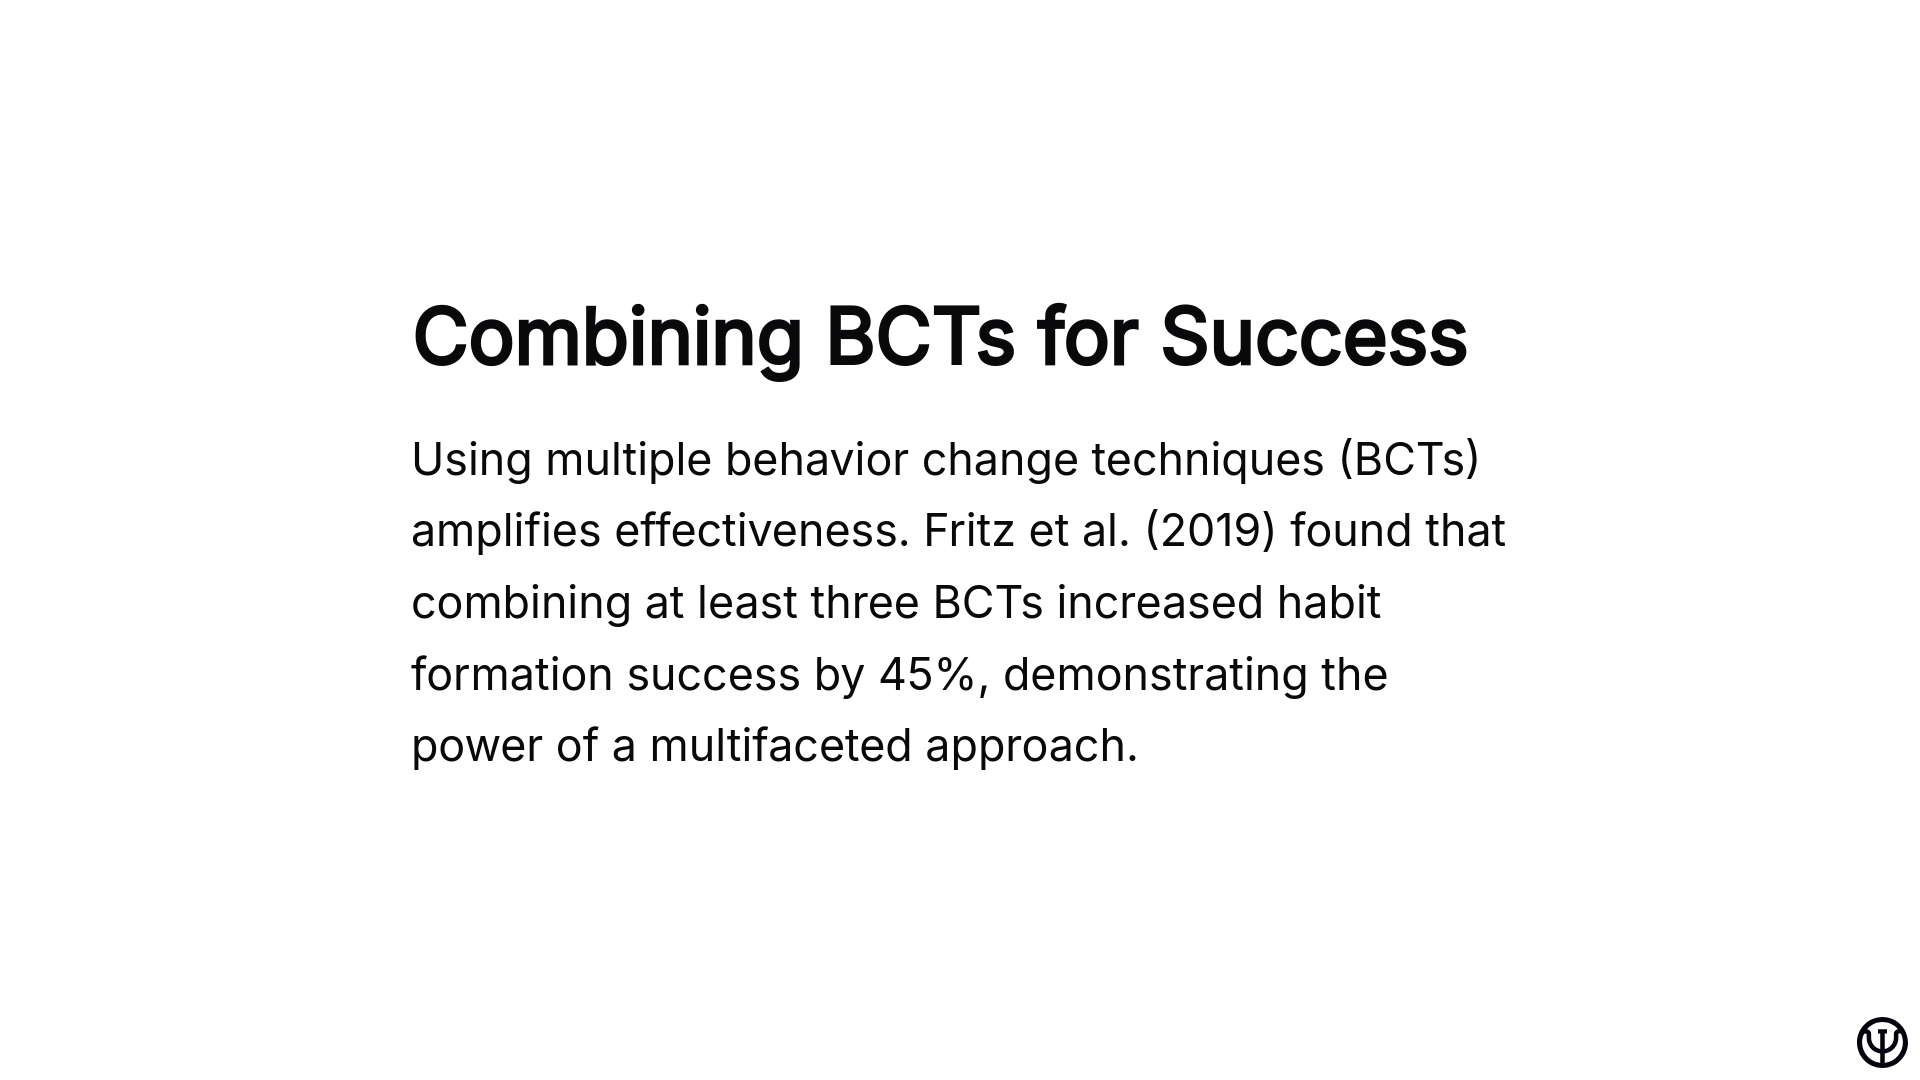 Combining BCTs for Success
Using multiple behavior change techniques (BCTs)
amplifies effectiveness. Fritz et al. (2019) found that
combining at least three BCTs increased habit
formation success by 45%, demonstrating the
power of a multifaceted approach.